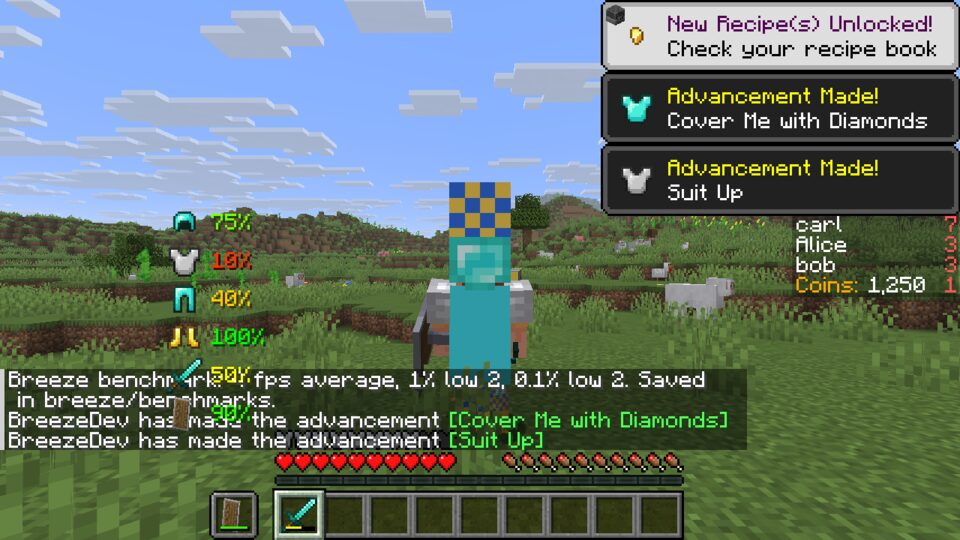 New Recipe(s) Unlocked!
Check your recipe book
Advancement Made!
Cover Me with Diamonds
Advancement Made!
Suit Up
carl 7
Alice 3
bob 3
Coins: 1,250 1
75%
10%
40%
100%
50%
90%
Breeze benchmark: fps average, 1% low 2, 0.1% low 2. Saved
in breeze/benchmarks.
BreezeDev has made the advancement [Cover Me with Diamonds]
BreezeDev has made the advancement [Suit Up]